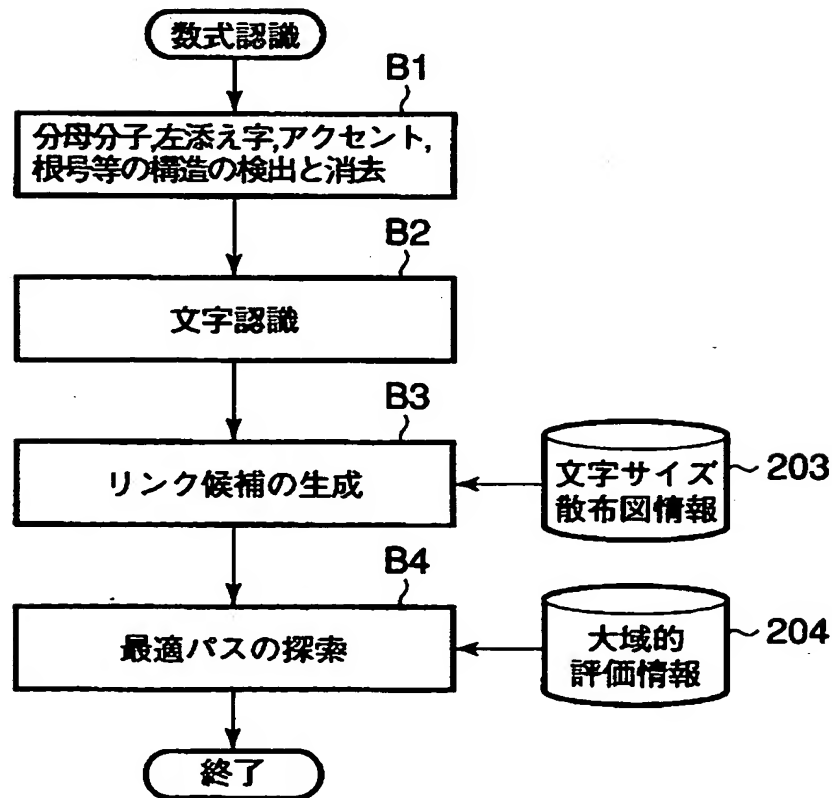 数式認識
B1
分母分子,左添え字,アクセント,
根号等の構造の検出と消去
B2
文字認識
B3
リンク候補の生成
文字サイズ
散布図情報
203
B4
最適パスの探索
大域的
評価情報
204
終了